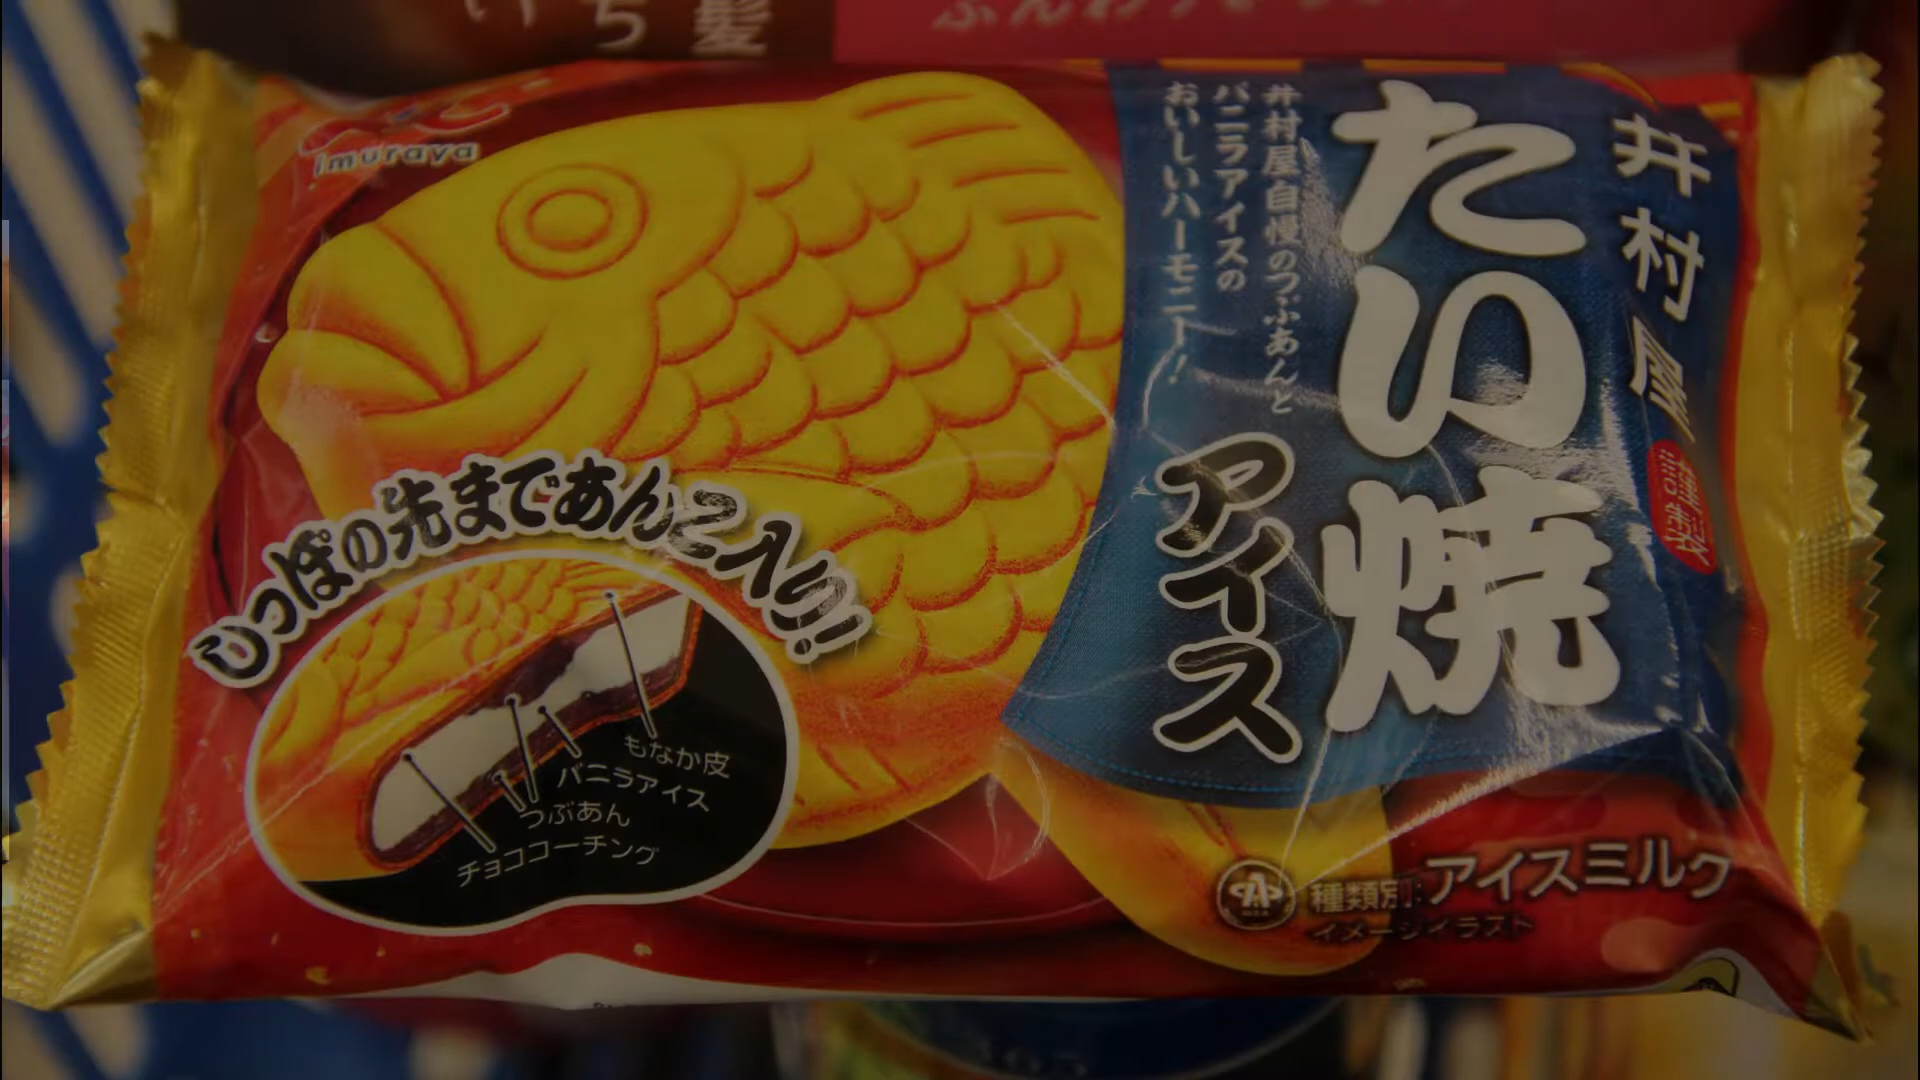 imuraya
井村屋
たい焼
アイス
井村屋自慢のつぶあんと
バニラアイスの
おいしいハーモニー!
しっぽの先まであんこ入り!!
もなか皮
バニラアイス
つぶあん
チョココーチング
種類別:アイスミルク
イメージイラスト